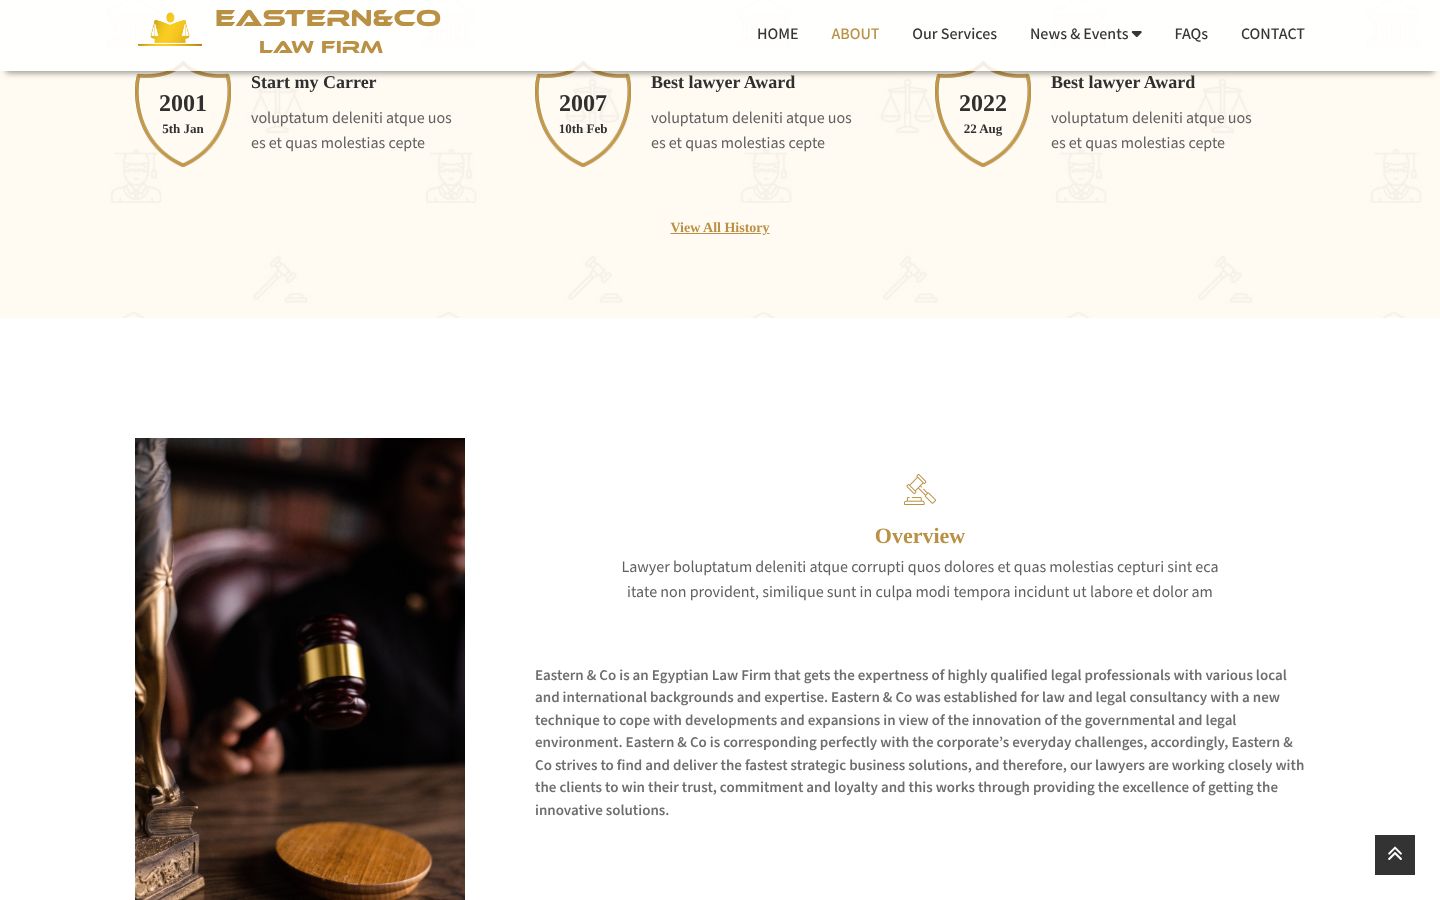 EASTERN&CO
LAW FIRM
HOME
ABOUT
Our Services
News & Events
FAQs
CONTACT
2001
5th Jan
Start my Carrer
voluptatum deleniti atque uos
es et quas molestias cepte
2007
10th Feb
Best lawyer Award
voluptatum deleniti atque uos
es et quas molestias cepte
2022
22 Aug
Best lawyer Award
voluptatum deleniti atque uos
es et quas molestias cepte
View All History
Overview
Lawyer boluptatum deleniti atque corrupti quos dolores et quas molestias cepturi sint eca
itate non provident, similique sunt in culpa modi tempora incidunt ut labore et dolor am
Eastern & Co is an Egyptian Law Firm that gets the expertness of highly qualified legal professionals with various local
and international backgrounds and expertise. Eastern & Co was established for law and legal consultancy with a new
technique to cope with developments and expansions in view of the innovation of the governmental and legal
environment. Eastern & Co is corresponding perfectly with the corporate’s everyday challenges, accordingly, Eastern &
Co strives to find and deliver the fastest strategic business solutions, and therefore, our lawyers are working closely with
the clients to win their trust, commitment and loyalty and this works through providing the excellence of getting the
innovative solutions.